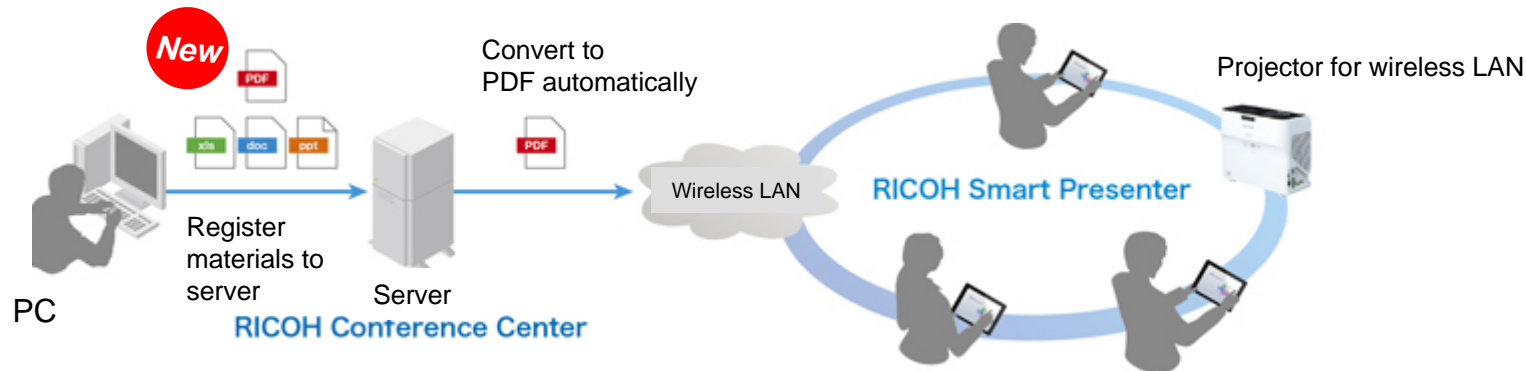 New
PDF
xls
doc
ppt
Convert to
PDF automatically
PDF
Projector for wireless LAN
Wireless LAN
RICOH Smart Presenter
Register
materials to
server
Server
PC
RICOH Conference Center